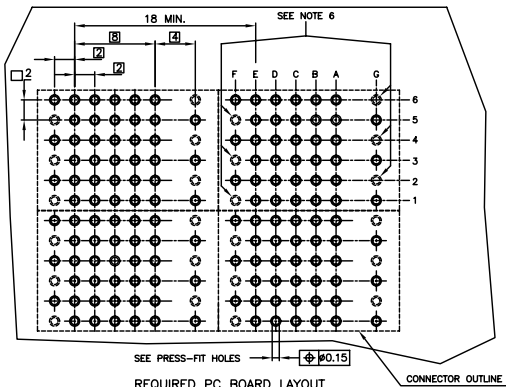 18 MIN.
SEE NOTE 6
8
4
2
2
2
F E D C B A G
6
5
4
3
2
1
SEE PRESS-FIT HOLES
⌖ ø0.15
CONNECTOR OUTLINE
REQUIRED PC BOARD LAYOUT